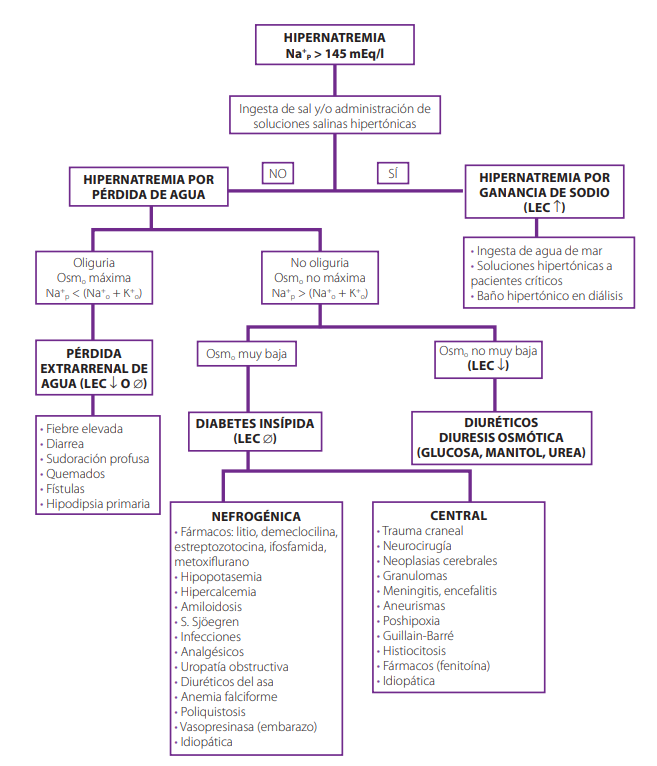 HIPERNATREMIA
Na⁺ₚ > 145 mEq/l
Ingesta de sal y/o administración de
soluciones salinas hipertónicas
NO
SÍ
HIPERNATREMIA POR
PÉRDIDA DE AGUA
HIPERNATREMIA POR
GANANCIA DE SODIO
(LEC ↑)
• Ingesta de agua de mar
• Soluciones hipertónicas a
pacientes críticos
• Baño hipertónico en diálisis
Oliguria
Osmₒ máxima
Na⁺ₚ < (Na⁺ₒ + K⁺ₒ)
No oliguria
Osmₒ no máxima
Na⁺ₚ > (Na⁺ₒ + K⁺ₒ)
PÉRDIDA
EXTRARRENAL DE
AGUA (LEC ↓ O ∅)
Osmₒ muy baja
Osmₒ no muy baja
(LEC ↓)
• Fiebre elevada
• Diarrea
• Sudoración profusa
• Quemados
• Fístulas
• Hipodipsia primaria
DIABETES INSÍPIDA
(LEC ∅)
DIURÉTICOS
DIURESIS OSMÓTICA
(GLUCOSA, MANITOL, UREA)
NEFROGÉNICA
• Fármacos: litio, demeclocilina,
estreptozotocina, ifosfamida,
metoxiflurano
• Hipopotasemia
• Hipercalcemia
• Amiloidosis
• S. Sjöegren
• Infecciones
• Analgésicos
• Uropatía obstructiva
• Diuréticos del asa
• Anemia falciforme
• Poliquistosis
• Vasopresinasa (embarazo)
• Idiopática
CENTRAL
• Trauma craneal
• Neurocirugía
• Neoplasias cerebrales
• Granulomas
• Meningitis, encefalitis
• Aneurismas
• Poshipoxia
• Guillain-Barré
• Histiocitosis
• Fármacos (fenitoína)
• Idiopática